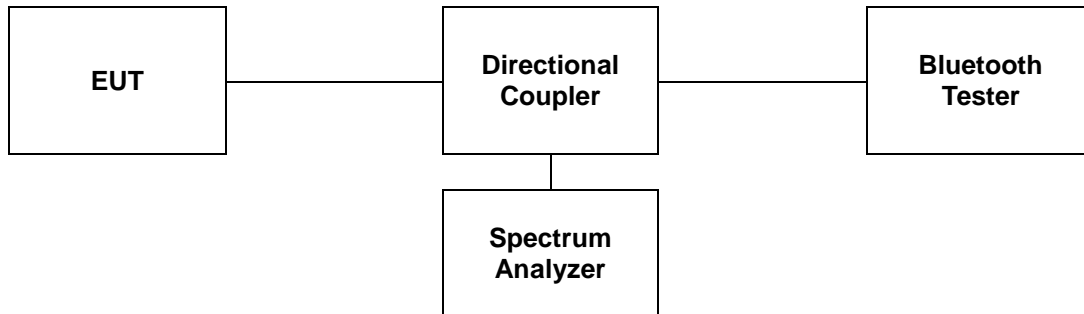 EUT
Directional
Coupler
Bluetooth
Tester
Spectrum
Analyzer